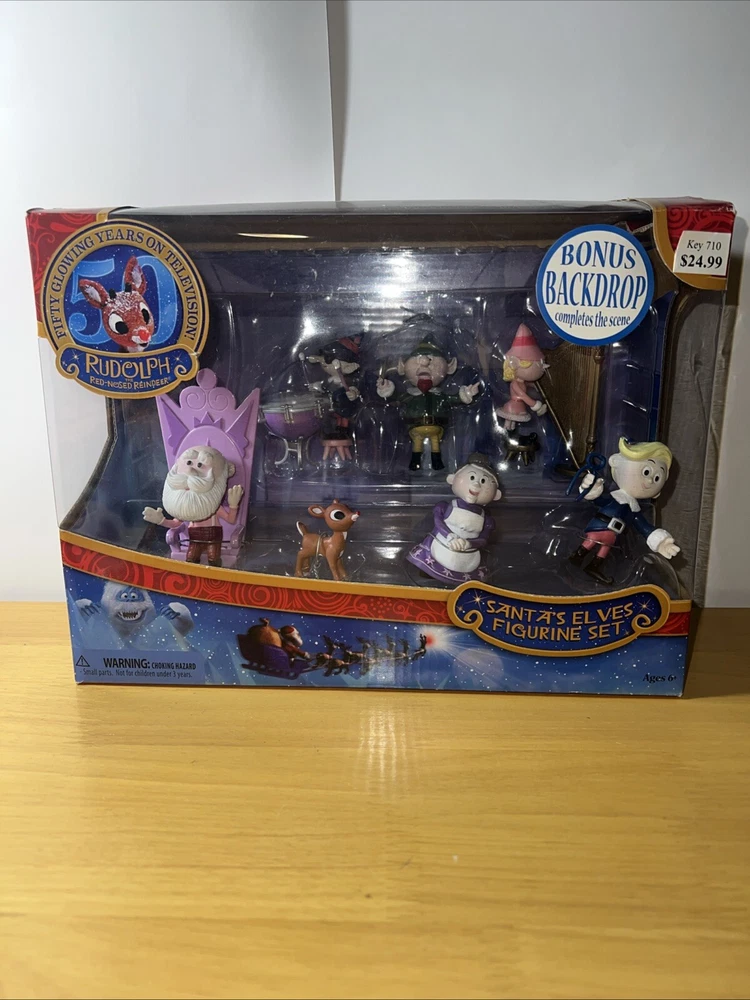 FIFTY GLOWING YEARS ON TELEVISION!
50
RUDOLPH
THE
RED-NOSED REINDEER
BONUS
BACKDROP
completes the scene
Key 710
$24.99
SANTA'S ELVES
FIGURINE SET
WARNING: CHOKING HAZARD
Small parts. Not for children under 3 years.
Ages 6+